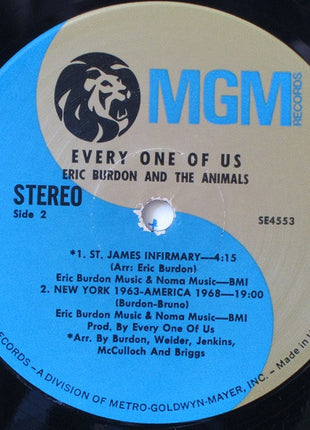 MGM
RECORDS
EVERY ONE OF US
ERIC BURDON AND THE ANIMALS
STEREO
Side 2
SE4553
*1. ST. JAMES INFIRMARY—4:15
(Arr: Eric Burdon)
Eric Burdon Music & Noma Music—BMI
2. NEW YORK 1963-AMERICA 1968—19:00
(Burdon-Bruno)
Eric Burdon Music & Noma Music—BMI
Prod. By Every One Of Us
*Arr. By Burdon, Weider, Jenkins,
McCulloch And Briggs
RECORDS—A DIVISION OF METRO-GOLDWYN-MAYER, INC. — Made in